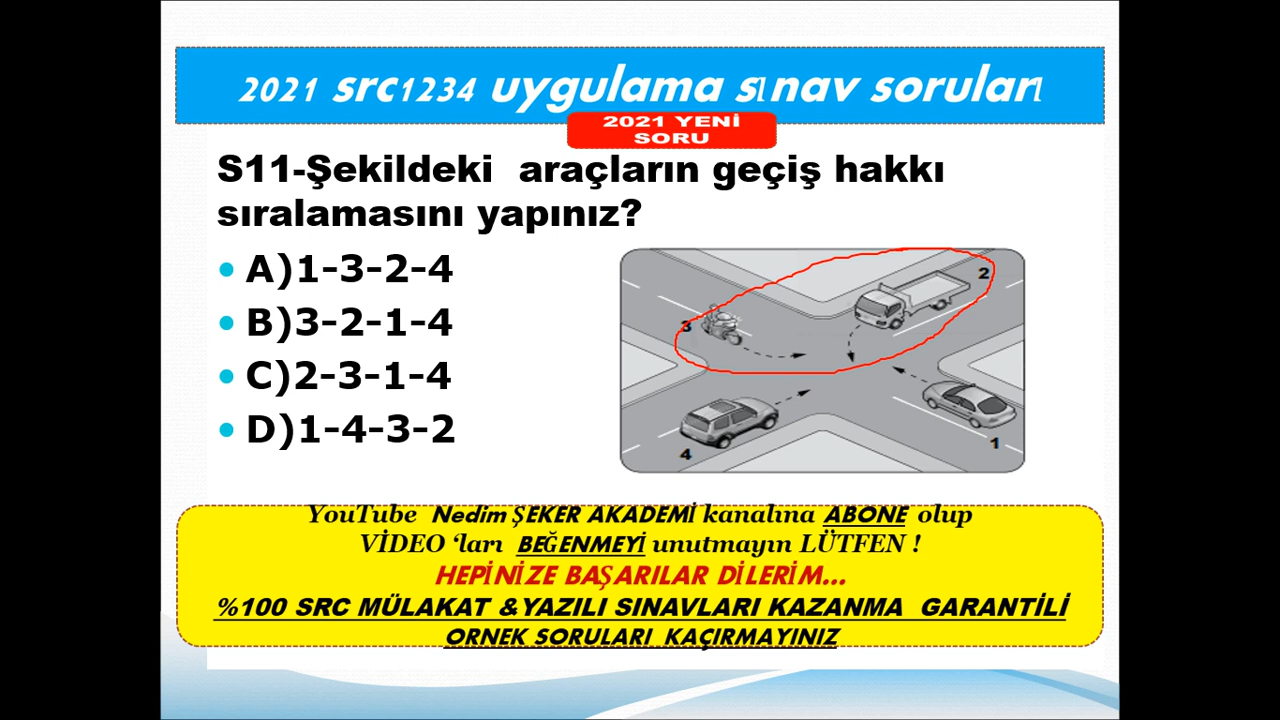 2021 src1234 uygulama sınav soruları
2021 YENİ
SORU
S11-Şekildeki araçların geçiş hakkı
sıralamasını yapınız?
• A)1-3-2-4
• B)3-2-1-4
• C)2-3-1-4
• D)1-4-3-2
2
3
4
1
YouTube Nedim ŞEKER AKADEMİ kanalına ABONE olup
VİDEO ‘ları BEĞENMEYİ unutmayın LÜTFEN !
HEPİNİZE BAŞARILAR DİLERİM...
%100 SRC MÜLAKAT &YAZILI SINAVLARI KAZANMA GARANTİLİ
ORNEK SORULARI KAÇIRMAYINIZ